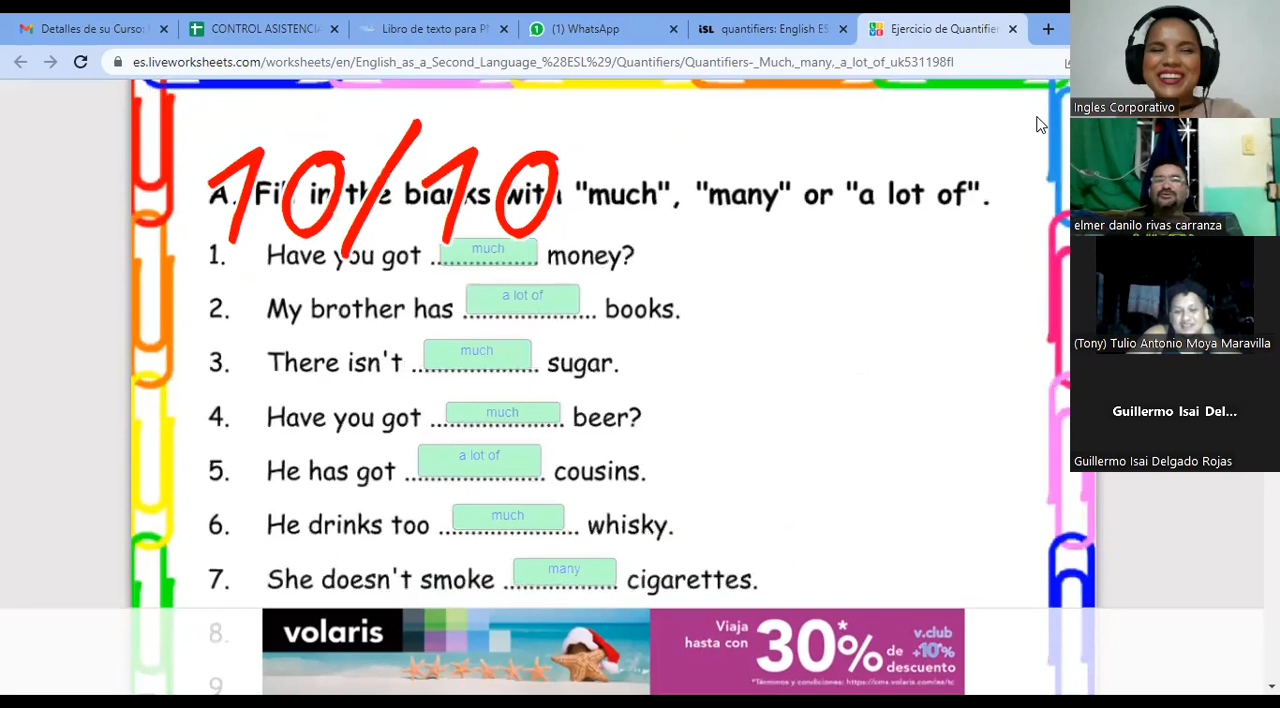 Detalles de su Curso:
CONTROL ASISTENCIA
Libro de texto para P
(1) WhatsApp
iSL quantifiers: English ES
Ejercicio de Quantifier
es.liveworksheets.com/worksheets/en/English_as_a_Second_Language_%28ESL%29/Quantifiers/Quantifiers-_Much,_many,_a_lot_of_uk531198fl
Ingles Corporativo
10/10
A. Fill in the blanks with "much", "many" or "a lot of".
1. Have you got ..much.. money?
2. My brother has ..a lot of.. books.
3. There isn't ..much.. sugar.
4. Have you got ..much.. beer?
5. He has got ..a lot of.. cousins.
6. He drinks too ..much.. whisky.
7. She doesn't smoke ..many.. cigarettes.
8.
9
elmer danilo rivas carranza
(Tony) Tulio Antonio Moya Maravilla
Guillermo Isai Del...
Guillermo Isai Delgado Rojas
volaris
Viaja
hasta con
30%*
de
descuento
v.club
+10*%
*Términos y condiciones: